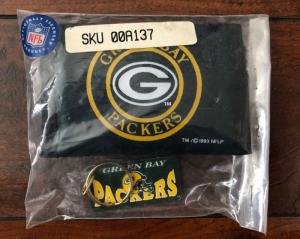 SKU 00A137
NFL
GREEN BAY
G
PACKERS
TM/©1993 NFLP
GREEN BAY
PACKERS